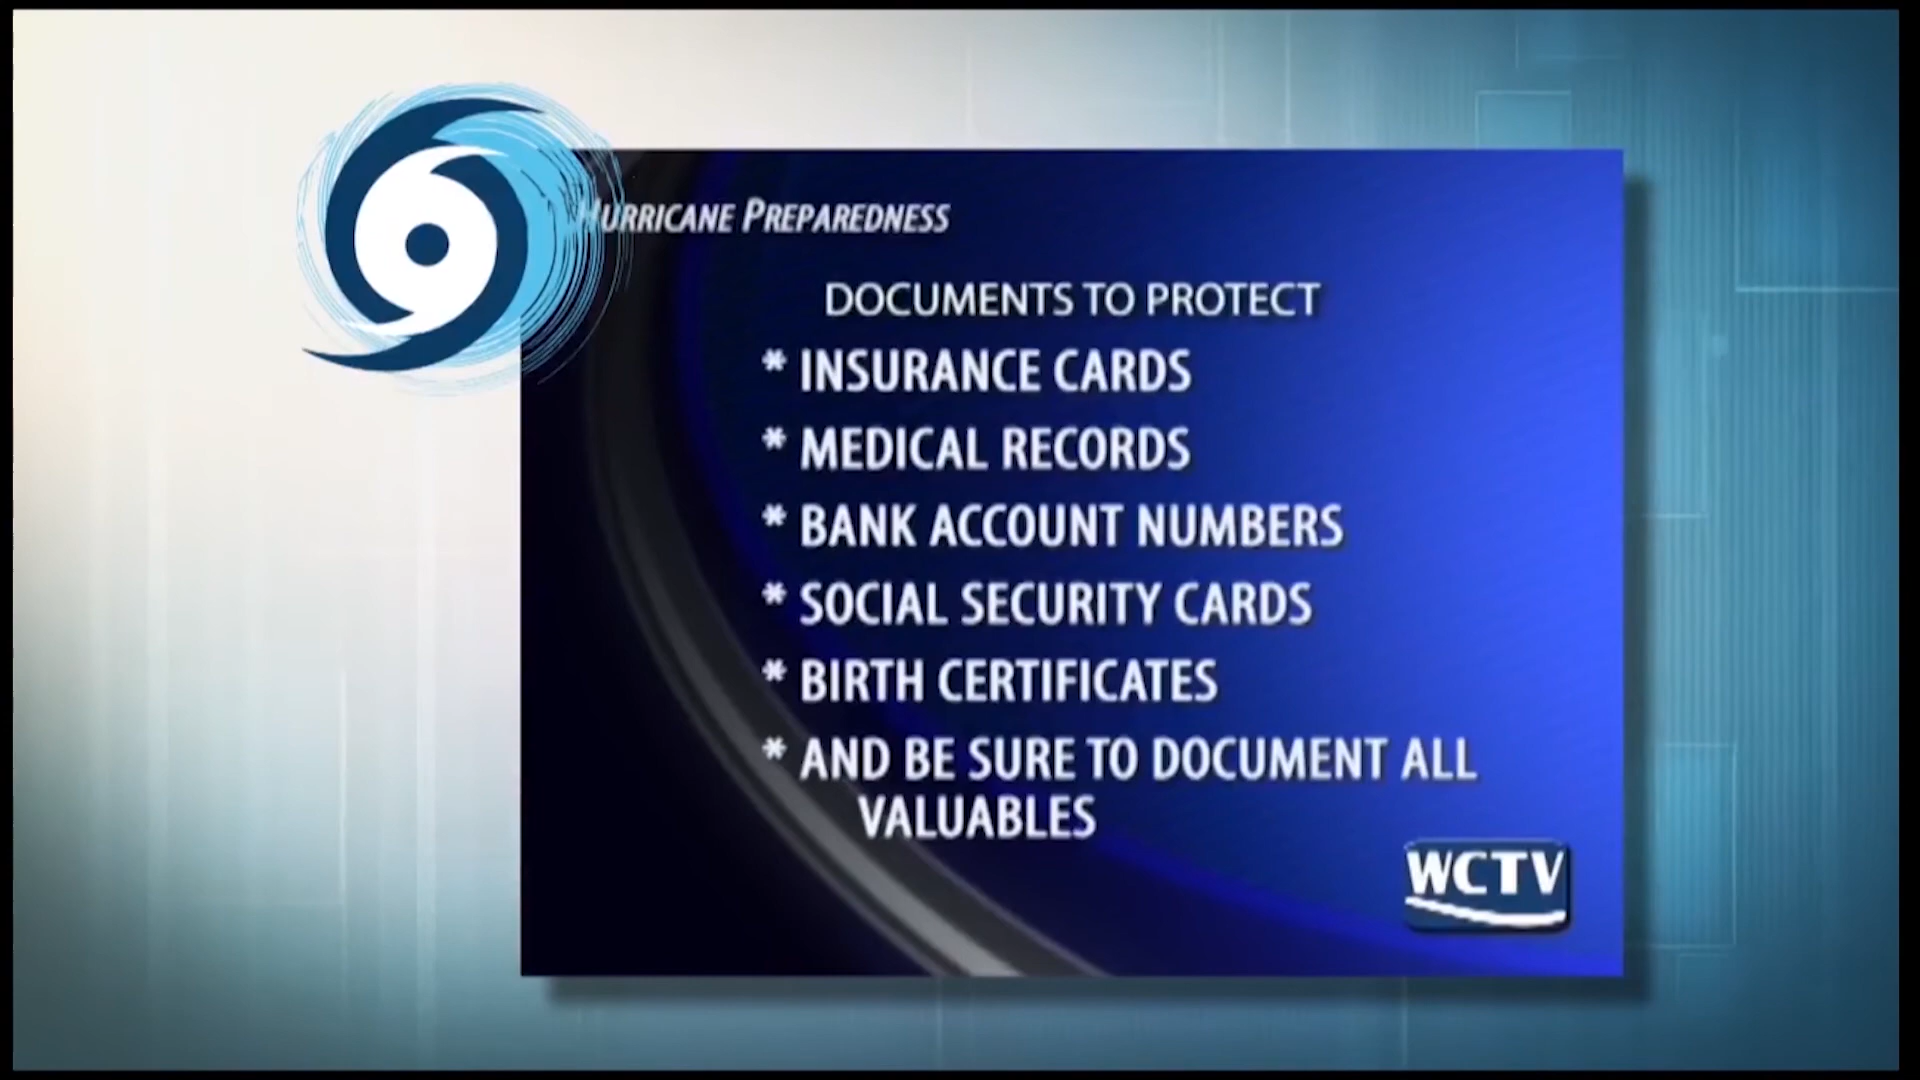 HURRICANE PREPAREDNESS
DOCUMENTS TO PROTECT
* INSURANCE CARDS
* MEDICAL RECORDS
* BANK ACCOUNT NUMBERS
* SOCIAL SECURITY CARDS
* BIRTH CERTIFICATES
* AND BE SURE TO DOCUMENT ALL
VALUABLES
WCTV